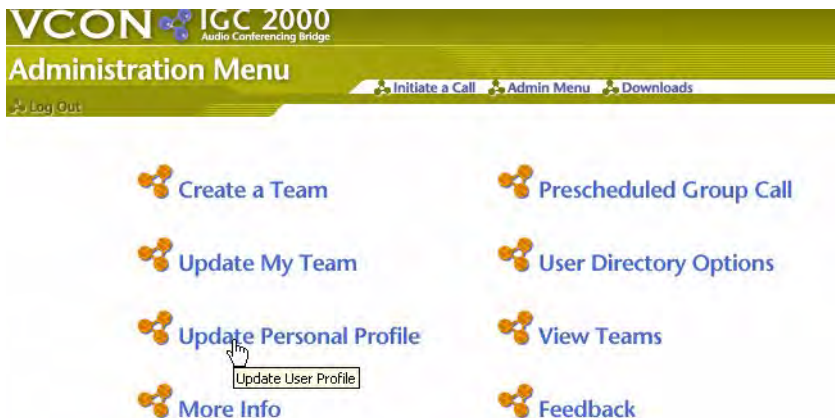 VCON IGC 2000
Audio Conferencing Bridge
Administration Menu
Initiate a Call Admin Menu Downloads
Log Out
Create a Team Prescheduled Group Call
Update My Team User Directory Options
Update Personal Profile View Teams
Update User Profile
More Info Feedback